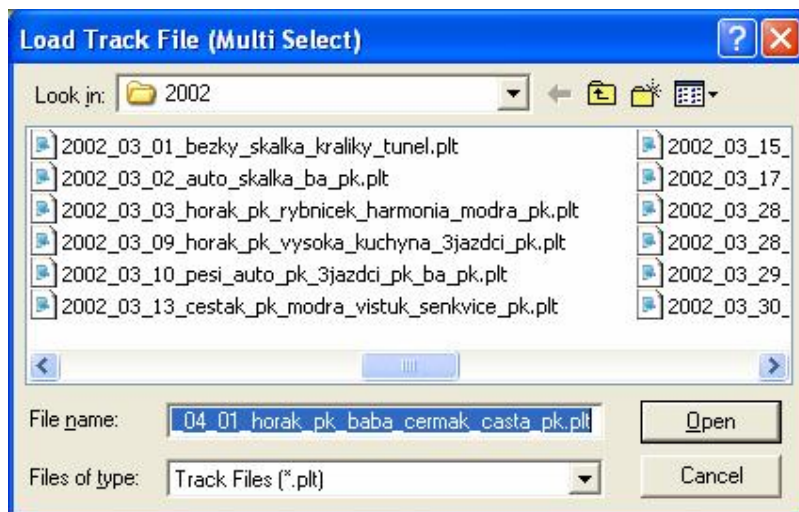 Load Track File (Multi Select)
Look in: 2002
2002_03_01_bezky_skalka_kraliky_tunel.plt
2002_03_02_auto_skalka_ba_pk.plt
2002_03_03_horak_pk_rybnicek_harmonia_modra_pk.plt
2002_03_09_horak_pk_vysoka_kuchyna_3jazdci_pk.plt
2002_03_10_pesi_auto_pk_3jazdci_pk_ba_pk.plt
2002_03_13_cestak_pk_modra_vistuk_senkvice_pk.plt
2002_03_15_
2002_03_17_
2002_03_28_
2002_03_28_
2002_03_29_
2002_03_30_
File name: _04_01_horak_pk_baba_cermak_casta_pk.plt
Open
Files of type: Track Files (*.plt)
Cancel